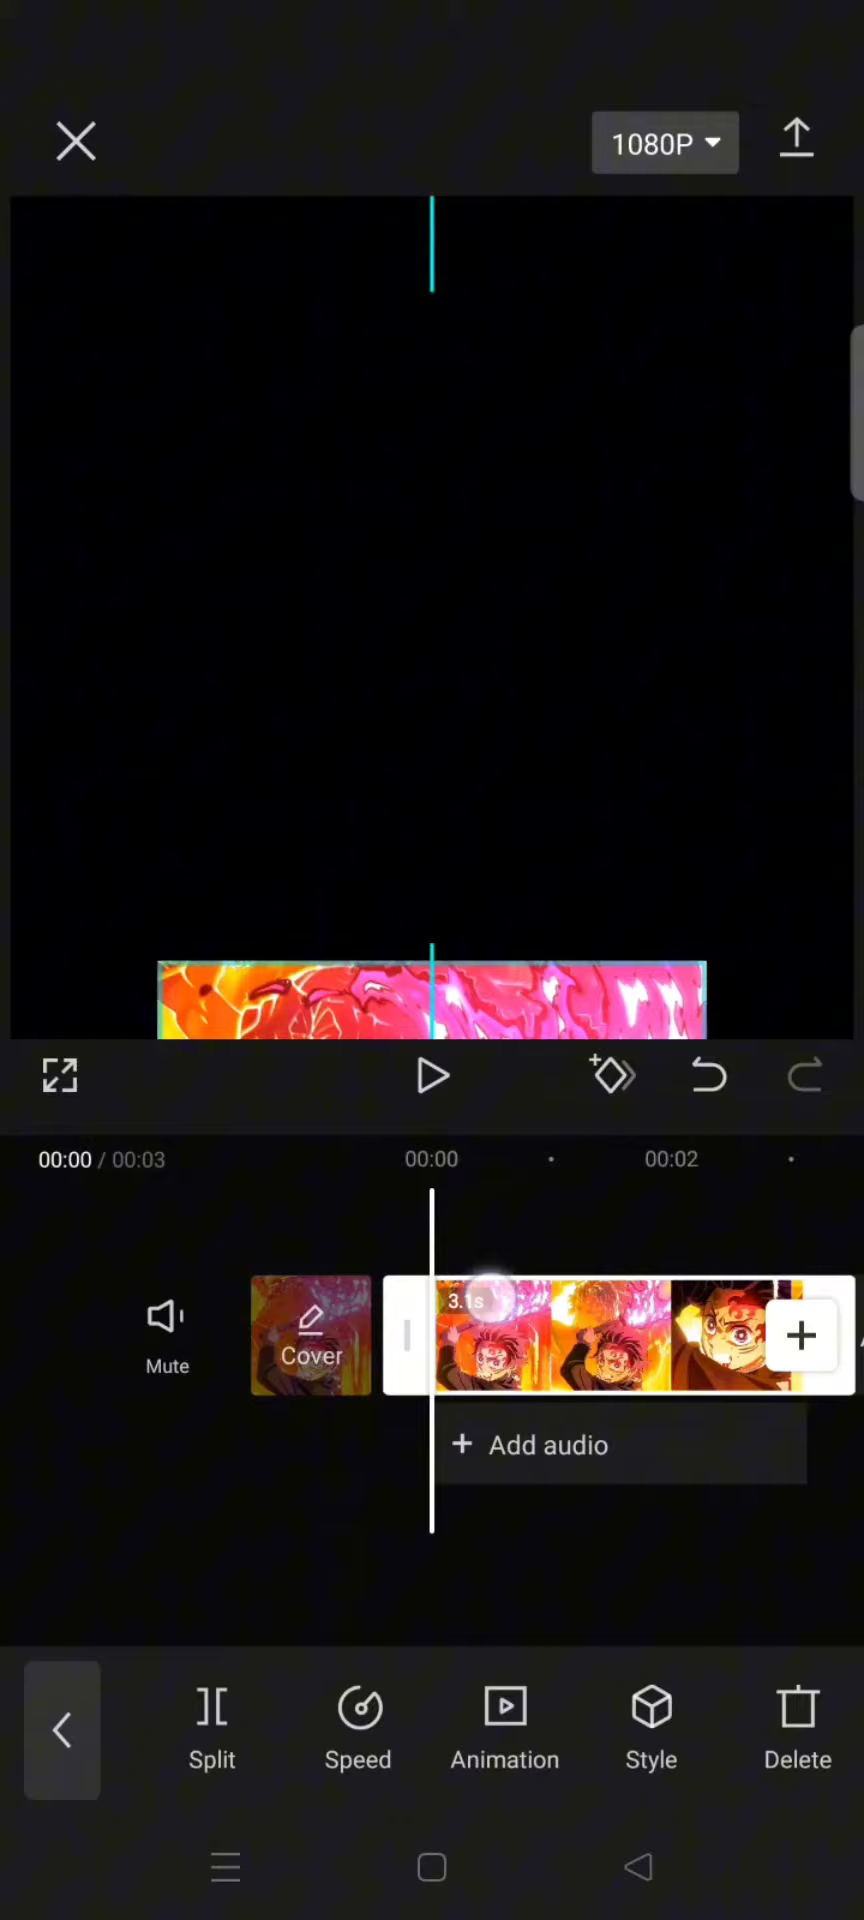 1080P
00:00 / 00:03
00:00
00:02
3.1s
Mute
Cover
+
+ Add audio
Split
Speed
Animation
Style
Delete